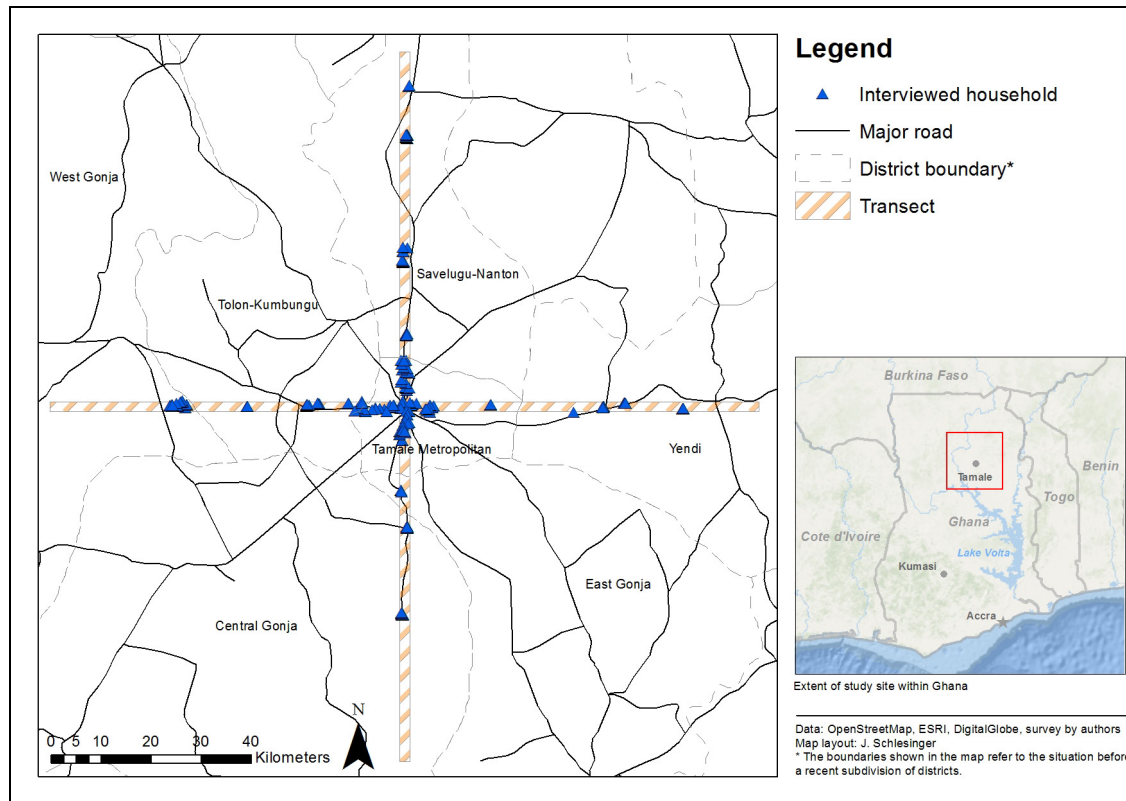 Legend
Interviewed household
Major road
District boundary*
Transect
West Gonja
Savelugu-Nanton
Tolon-Kumbungu
Tamale Metropolitan
Yendi
East Gonja
Central Gonja
N
0 5 10 20 30 40
Kilometers
Burkina Faso
Benin
Tamale
Togo
Ghana
Cote d'Ivoire
Lake Volta
Kumasi
Accra
Extent of study site within Ghana
Data: OpenStreetMap, ESRI, DigitalGlobe, survey by authors
Map layout: J. Schlesinger
* The boundaries shown in the map refer to the situation before
a recent subdivision of districts.